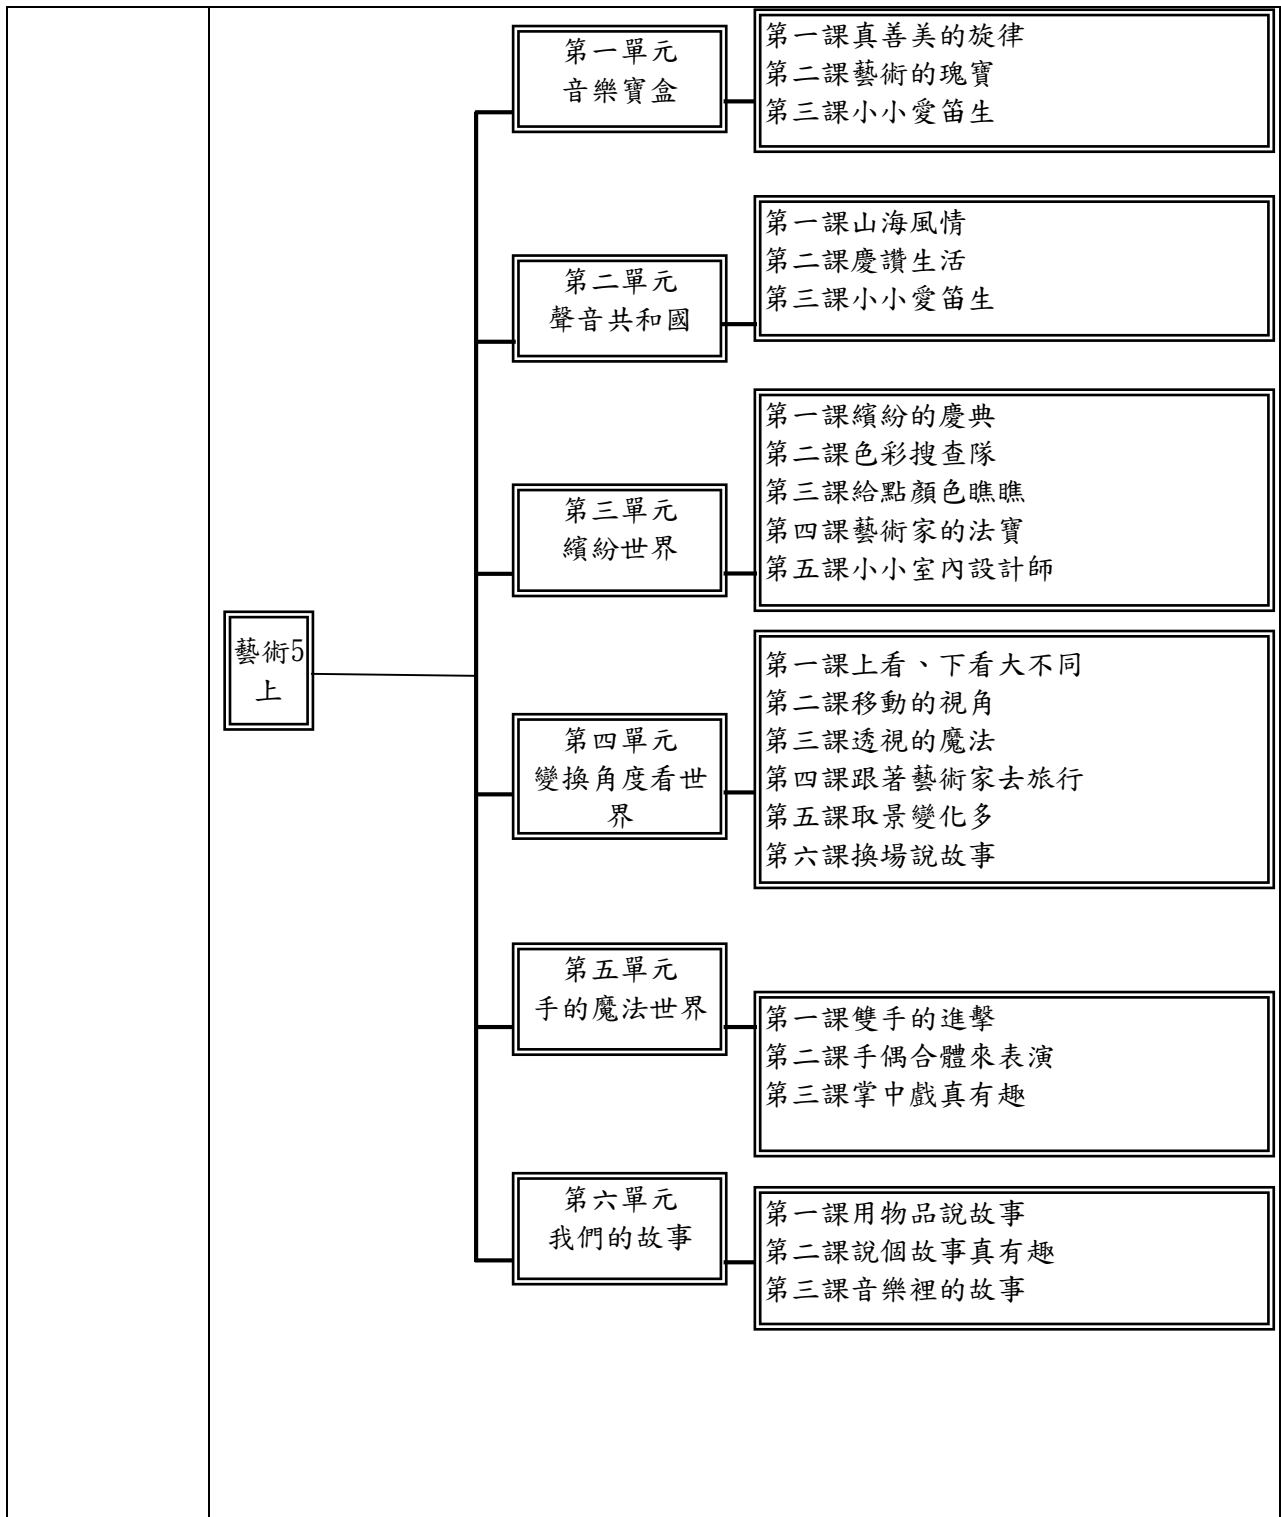 藝術5
上
第一單元
音樂寶盒
第一課真善美的旋律
第二課藝術的瑰寶
第三課小小愛笛生
第二單元
聲音共和國
第一課山海風情
第二課慶讚生活
第三課小小愛笛生
第三單元
繽紛世界
第一課繽紛的慶典
第二課色彩搜查隊
第三課給點顏色瞧瞧
第四課藝術家的法寶
第五課小小室內設計師
第四單元
變換角度看世
界
第一課上看、下看大不同
第二課移動的視角
第三課透視的魔法
第四課跟著藝術家去旅行
第五課取景變化多
第六課換場說故事
第五單元
手的魔法世界
第一課雙手的進擊
第二課手偶合體來表演
第三課掌中戲真有趣
第六單元
我們的故事
第一課用物品說故事
第二課說個故事真有趣
第三課音樂裡的故事